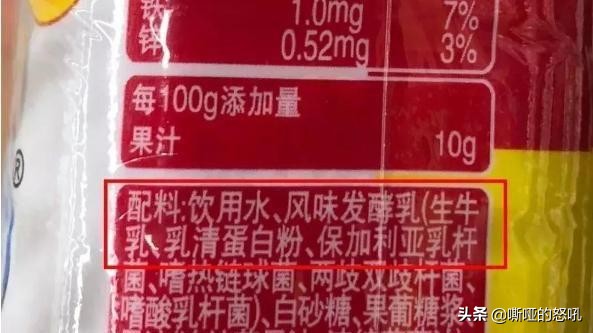 铁 1.0mg 7%
锌 0.52mg 3%
每100g添加量
果汁 10g
®
配料:饮用水、风味发酵乳(生牛
乳、乳清蛋白粉、保加利亚乳杆
菌、嗜热链球菌、两歧双歧杆菌、
嗜酸乳杆菌)、白砂糖、果葡糖浆
头条 @嘶哑的怒吼